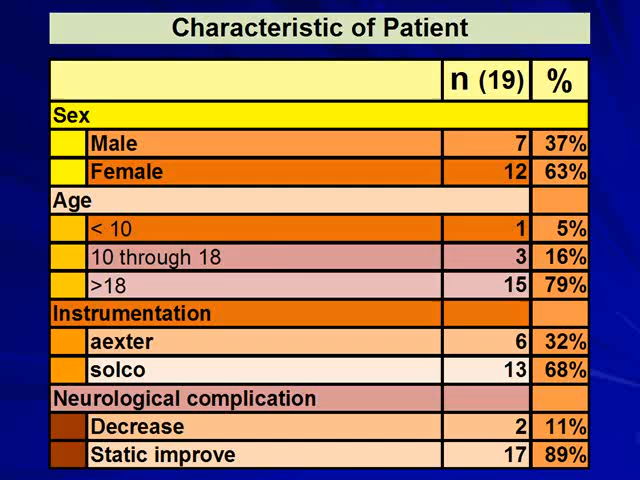 Characteristic of Patient
n (19) %
Sex
Male 7 37%
Female 12 63%
Age
< 10 1 5%
10 through 18 3 16%
>18 15 79%
Instrumentation
aexter 6 32%
solco 13 68%
Neurological complication
Decrease 2 11%
Static improve 17 89%